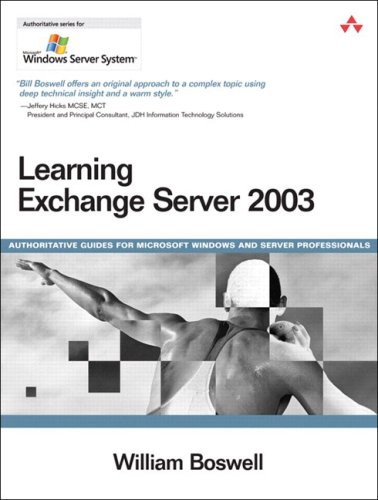 Authoritative series for
Microsoft
Windows Server System™
"Bill Boswell offers an original approach to a complex topic using
deep technical insight and a warm style."
—Jeffery Hicks MCSE, MCT
President and Principal Consultant, JDH Information Technology Solutions
Learning
Exchange Server 2003
AUTHORITATIVE GUIDES FOR MICROSOFT WINDOWS AND SERVER PROFESSIONALS
William Boswell